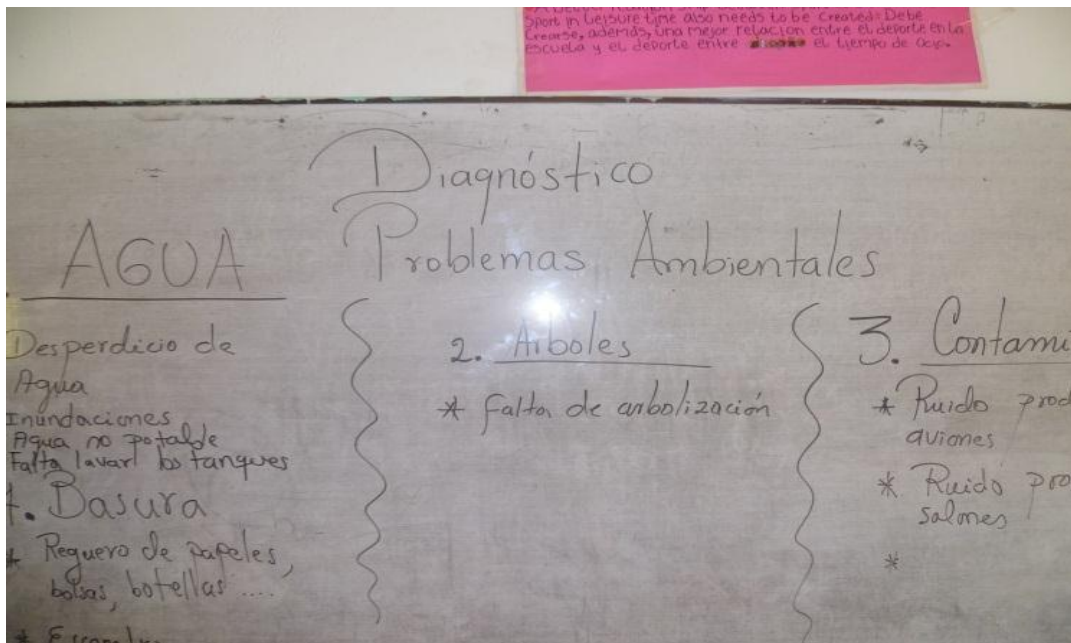 Sport in Leisure time also needs to be created: Debe
Crearse, además, una mejor relación entre el deporte en la
escuela y el deporte entre el tiempo de ocio.
Diagnóstico
Problemas Ambientales
AGUA
Desperdicio de
Agua
Inundaciones
Agua no potable
Falta lavar los tanques
. Basura
* Reguero de papeles,
bolsas, botellas ....
*
2. Arboles
* Falta de arbolización
3. Contami
* Ruido prod
aviones
* Ruido pro
salones
*